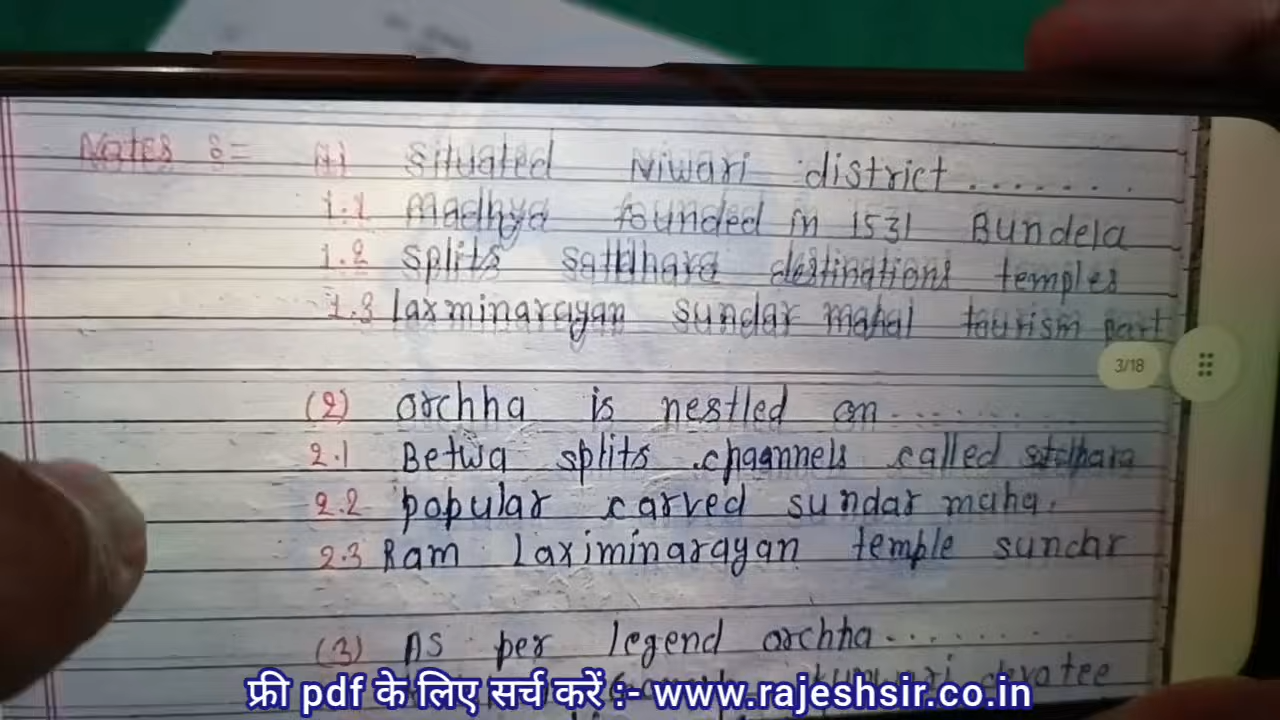 Notes :- (1) situated Niwari district.......
1.1 Madhya founded in 1531 Bundela
1.2 splits satdhara destinations temples
1.3 laxminarayan sundar mahal tourism part
3/18
(2) orchha is nestled on........
2.1 Betwa splits channels called satdhara
2.2 popular carved sundar maha.
2.3 Ram laximinarayan temple sundar
(3) As per legend orchha.......
devotee
फ्री pdf के लिए सर्च करें :- www.rajeshsir.co.in